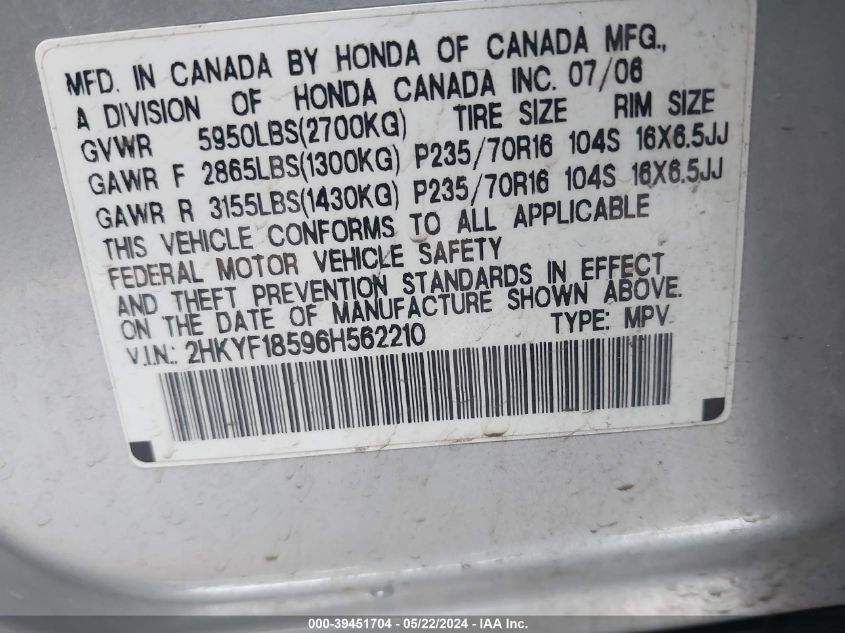 MFD. IN CANADA BY HONDA OF CANADA MFG.,
A DIVISION OF HONDA CANADA INC. 07/06
GVWR 5950LBS(2700KG) TIRE SIZE RIM SIZE
GAWR F 2865LBS(1300KG) P235/70R16 104S 16X6.5JJ
GAWR R 3155LBS(1430KG) P235/70R16 104S 16X6.5JJ
THIS VEHICLE CONFORMS TO ALL APPLICABLE
FEDERAL MOTOR VEHICLE SAFETY
AND THEFT PREVENTION STANDARDS IN EFFECT
ON THE DATE OF MANUFACTURE SHOWN ABOVE.
V.I.N.: 2HKYF18596H562210 TYPE: MPV
000-39451704 - 05/22/2024 - IAAI Inc.